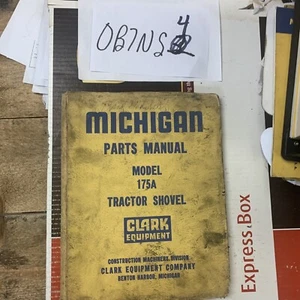 OB7NS4
MICHIGAN
PARTS MANUAL
MODEL
175A
TRACTOR SHOVEL
CLARK
EQUIPMENT
CONSTRUCTION MACHINERY DIVISION
CLARK EQUIPMENT COMPANY
BENTON HARBOR, MICHIGAN
Express Box